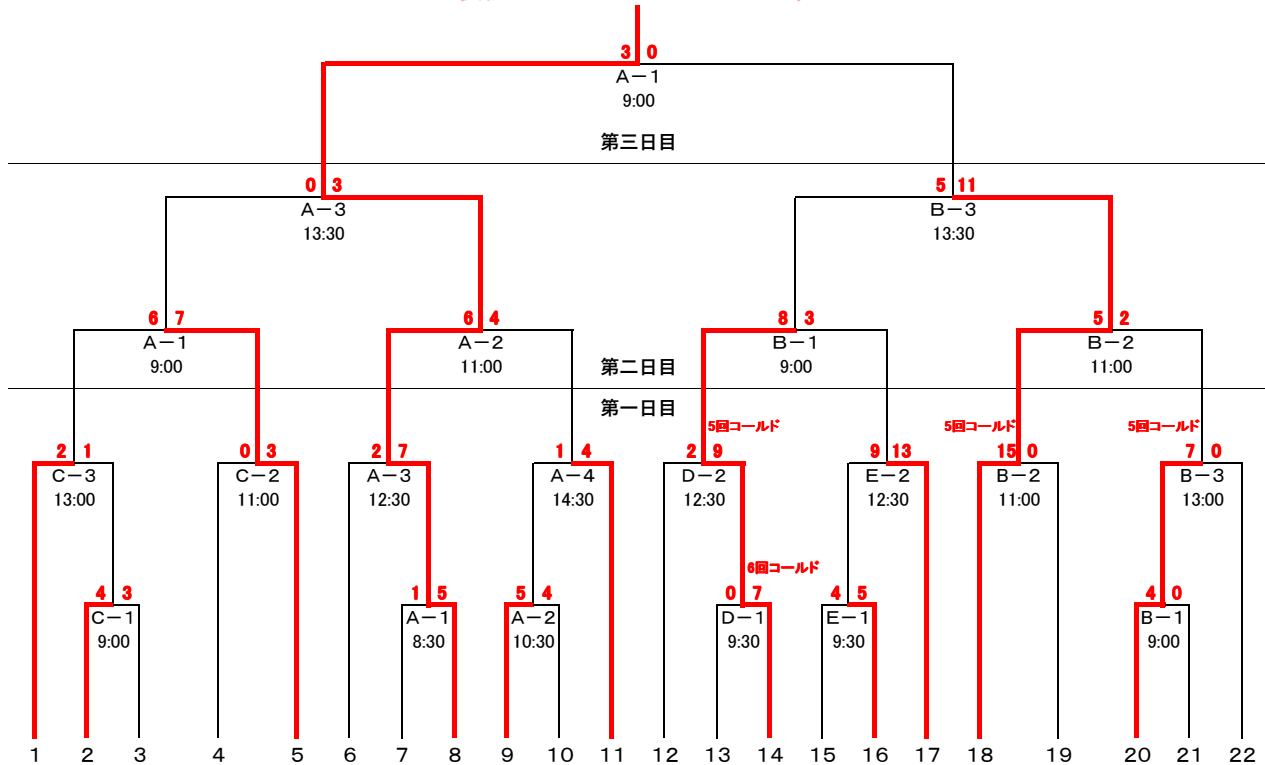 3 0
A－1
9:00
第三日目
0 3
5 11
A－3
B－3
13:30
13:30
6 7
6 4
8 3
5 2
A－1
A－2
B－1
B－2
9:00
11:00
第二日目
9:00
11:00
第一日目
5回コールド
5回コールド
5回コールド
2 1
0 3
2 7
1 4
2 9
9 13
15 0
7 0
C－3
C－2
A－3
A－4
D－2
E－2
B－2
B－3
13:00
11:00
12:30
14:30
12:30
12:30
11:00
13:00
6回コールド
4 3
1 5
5 4
0 7
4 5
4 0
C－1
A－1
A－2
D－1
E－1
B－1
9:00
8:30
10:30
9:30
9:30
9:00
1 2 3 4 5 6 7 8 9 10 11 12 13 14 15 16 17 18 19 20 21 22